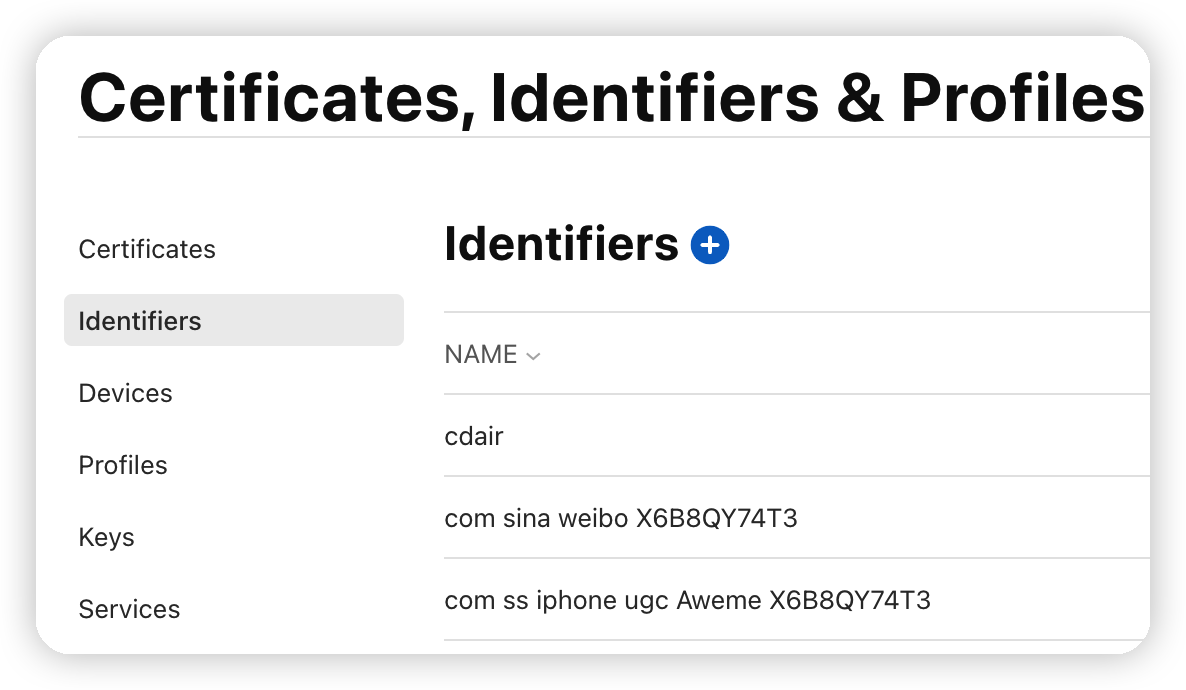 Certificates, Identifiers & Profiles
Certificates
Identifiers
Devices
Profiles
Keys
Services
Identifiers
NAME
cdair
com sina weibo X6B8QY74T3
com ss iphone ugc Aweme X6B8QY74T3